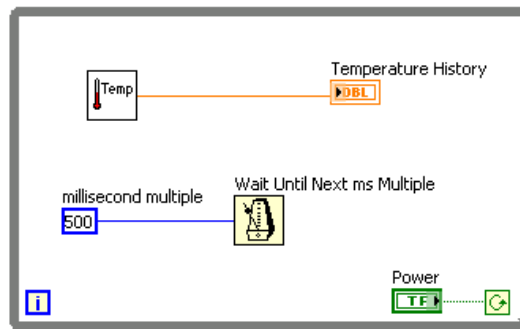 Temperature History
Temp
DBL
Wait Until Next ms Multiple
millisecond multiple
500
Power
TF
i